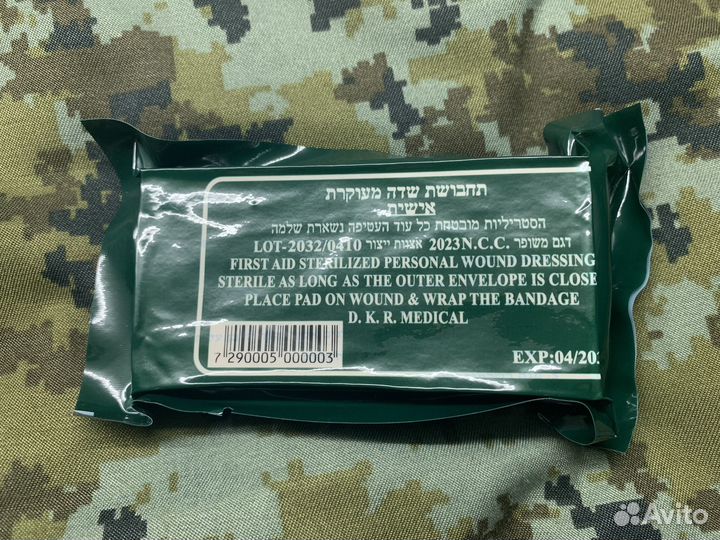 תחבושת שדה מעוקרת
אישית
הסטריליות מובטחת כל עוד העטיפה נשארת שלמה
דגם משופר .2023N.C.C אצוות ייצור LOT-2032/0410
FIRST AID STERILIZED PERSONAL WOUND DRESSING
STERILE AS LONG AS THE OUTER ENVELOPE IS CLOSE
PLACE PAD ON WOUND & WRAP THE BANDAGE
D. K. R. MEDICAL
7 290005 000003
EXP:04/20
Avito